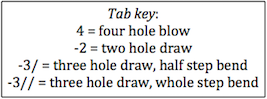 Tab key:
4 = four hole blow
-2 = two hole draw
-3/ = three hole draw, half step bend
-3// = three hole draw, whole step bend